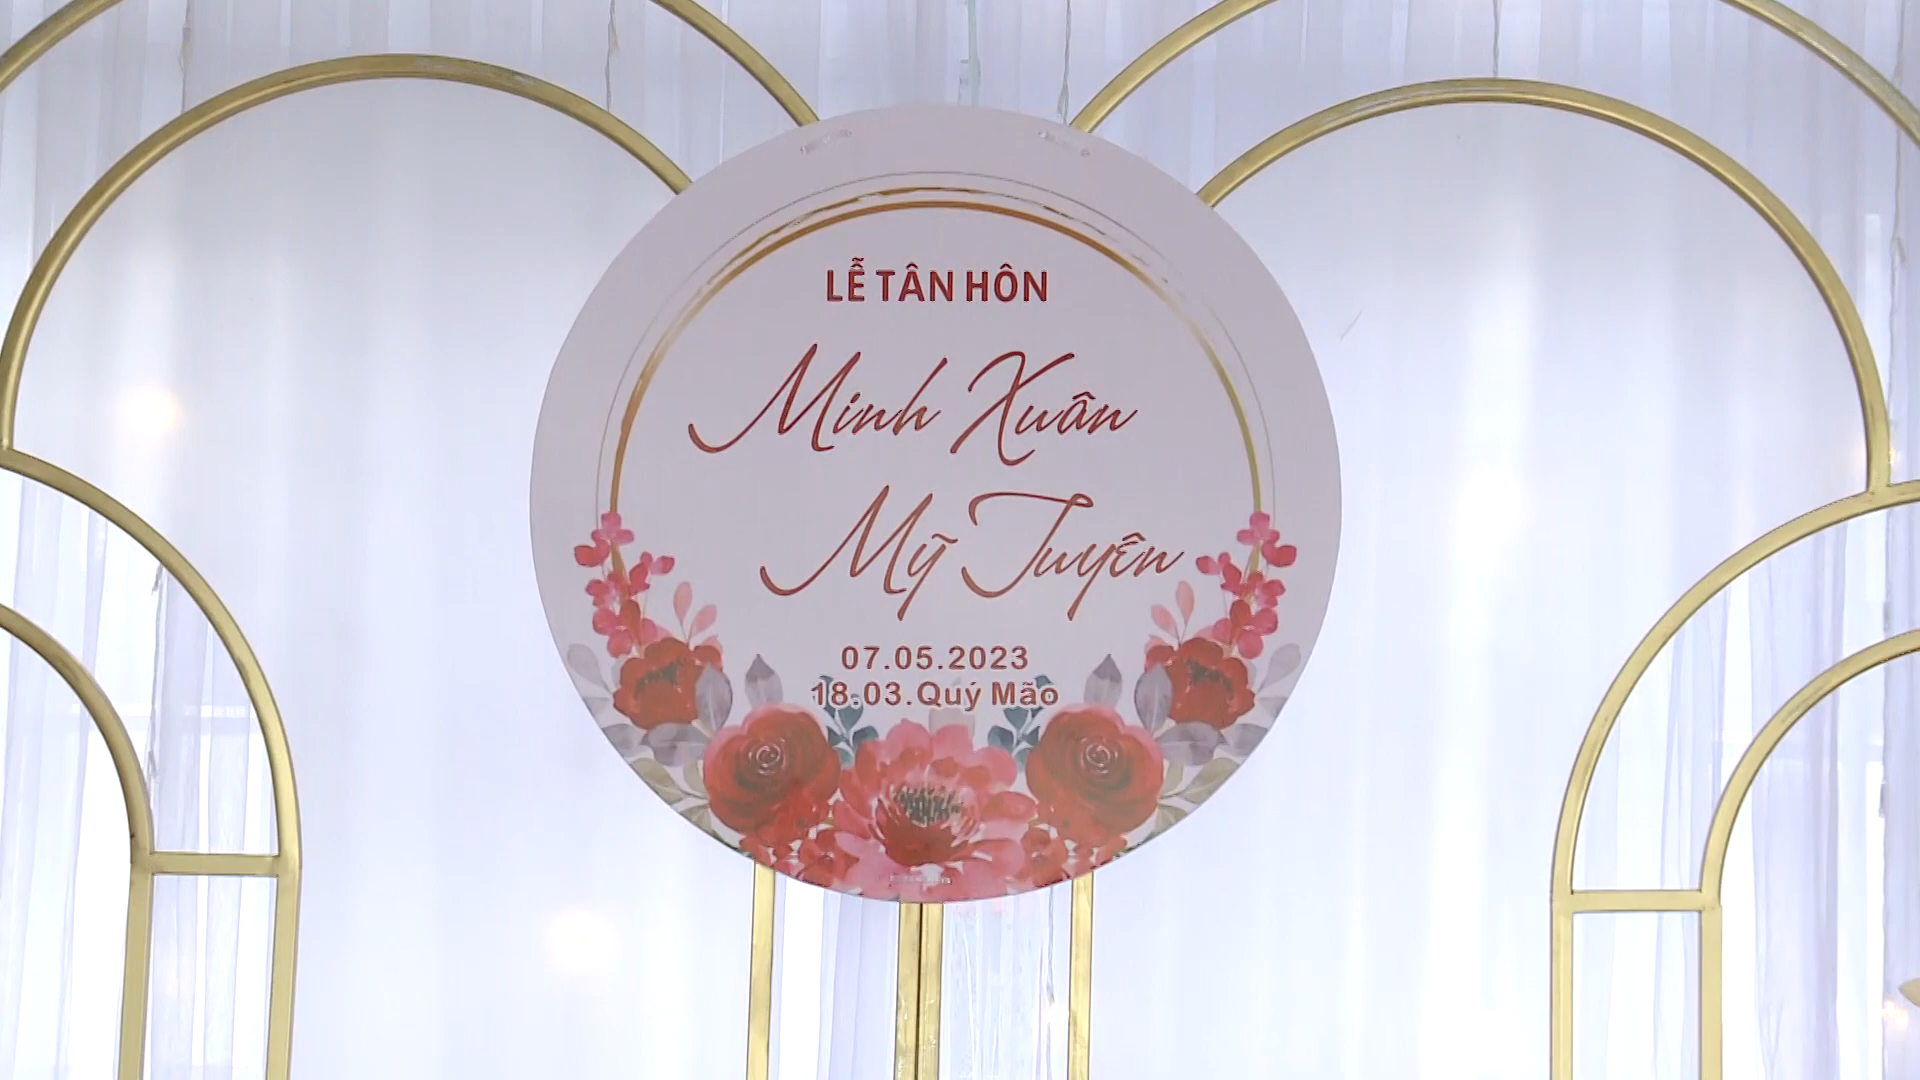 LỄ TÂN HÔN
Minh Xuân
Mỹ Tuyên
07.05.2023
18.03.Quý Mão